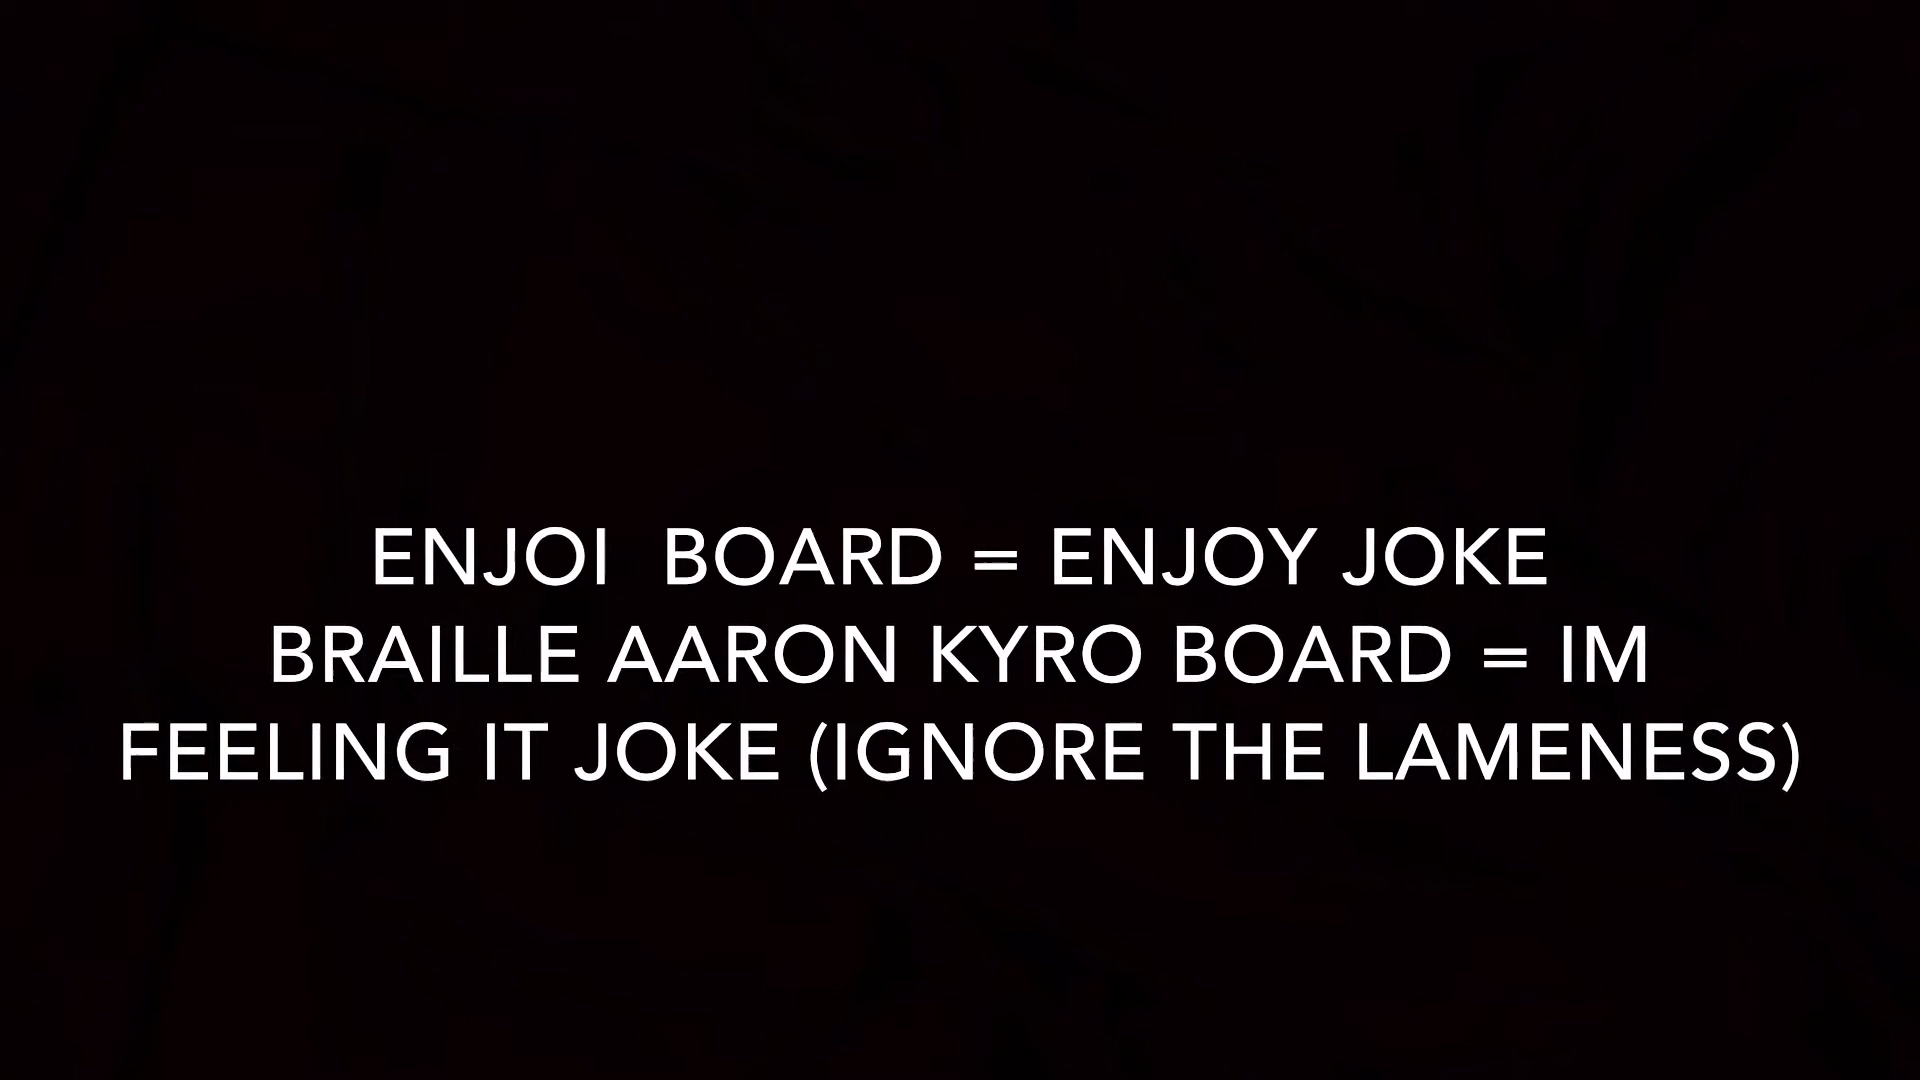 ENJOI  BOARD = ENJOY JOKE
BRAILLE AARON KYRO BOARD = IM
FEELING IT JOKE (IGNORE THE LAMENESS)